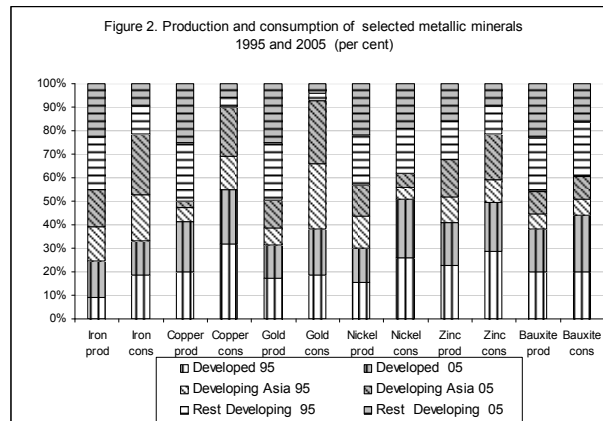 Figure 2. Production and consumption of selected metallic minerals
1995 and 2005 (per cent)
100%
90%
80%
70%
60%
50%
40%
30%
20%
10%
0%
Iron prod
Iron cons
Copper prod
Copper cons
Gold prod
Gold cons
Nickel prod
Nickel cons
Zinc prod
Zinc cons
Bauxite prod
Bauxite cons
Developed 95
Developed 05
Developing Asia 95
Developing Asia 05
Rest Developing 95
Rest Developing 05